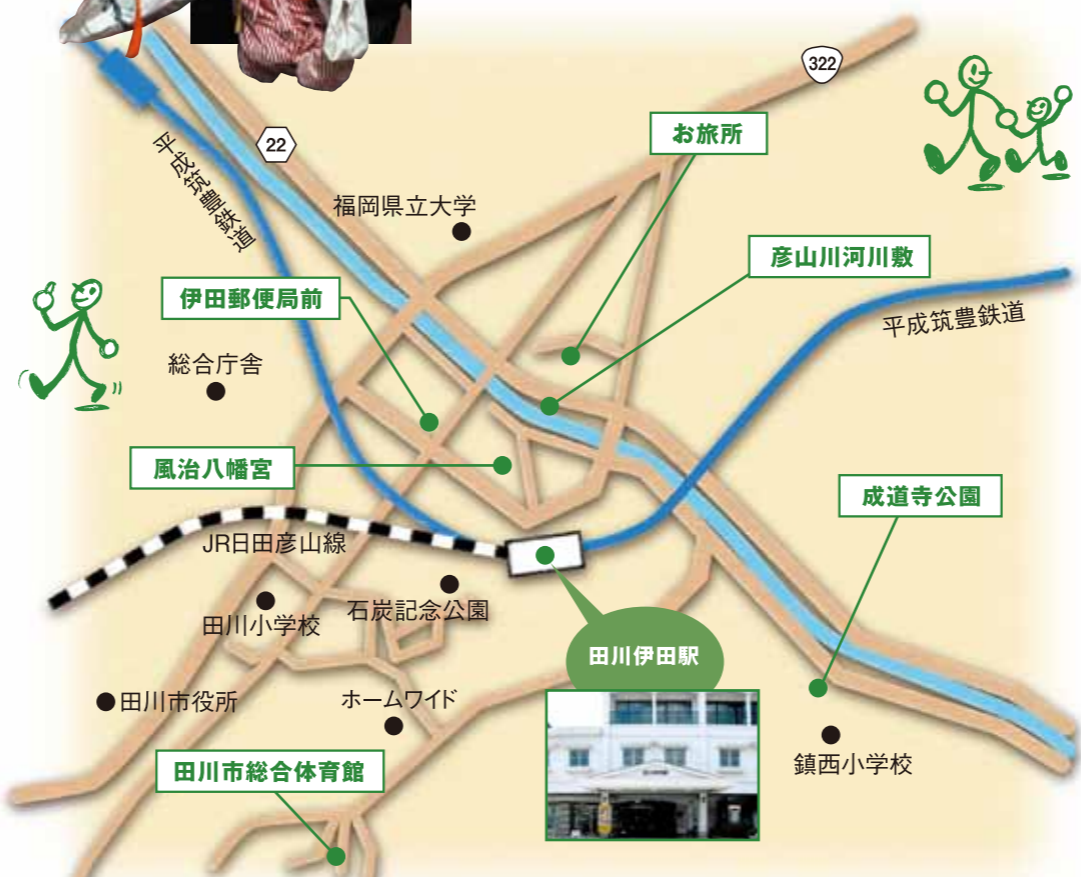 322
お旅所
22
平成筑豊鉄道
福岡県立大学
彦山川河川敷
伊田郵便局前
平成筑豊鉄道
総合庁舎
風治八幡宮
成道寺公園
JR日田彦山線
石炭記念公園
田川小学校
田川伊田駅
ホームワイド
田川市役所
鎮西小学校
田川市総合体育館